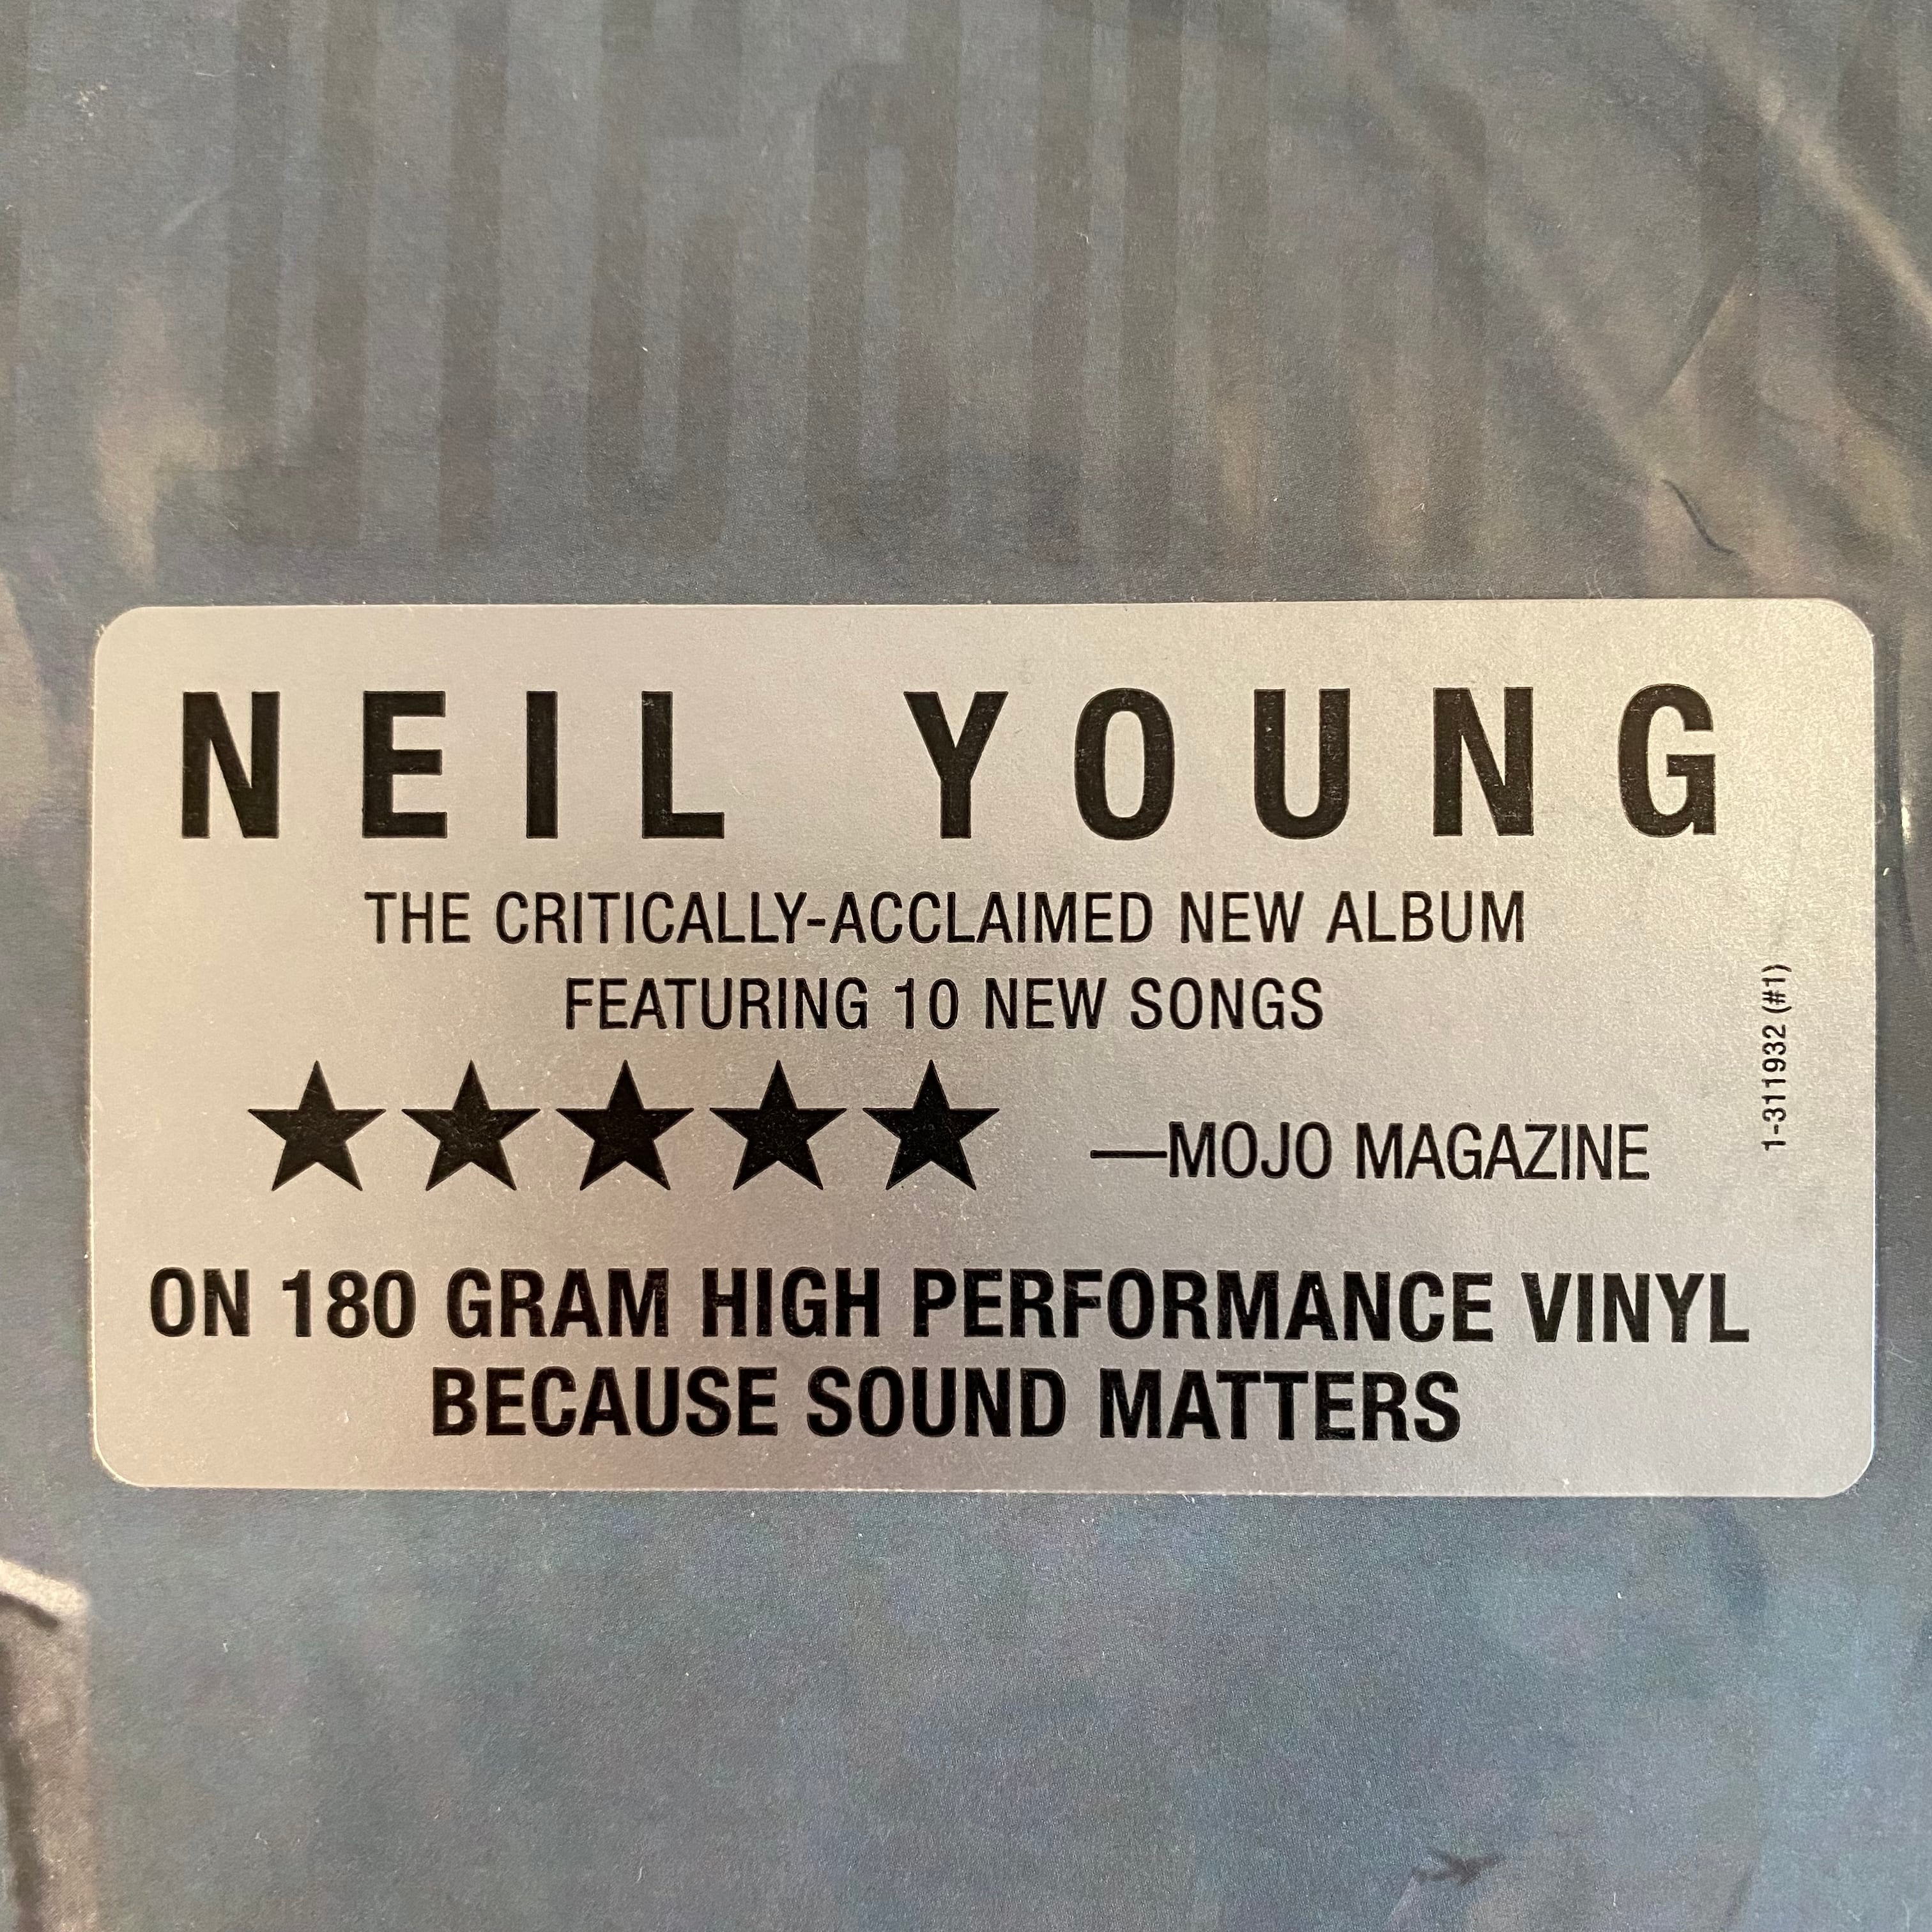 NEIL YOUNG
THE CRITICALLY-ACCLAIMED NEW ALBUM
FEATURING 10 NEW SONGS
★★★★★ —MOJO MAGAZINE
1-311932 (#1)
ON 180 GRAM HIGH PERFORMANCE VINYL
BECAUSE SOUND MATTERS